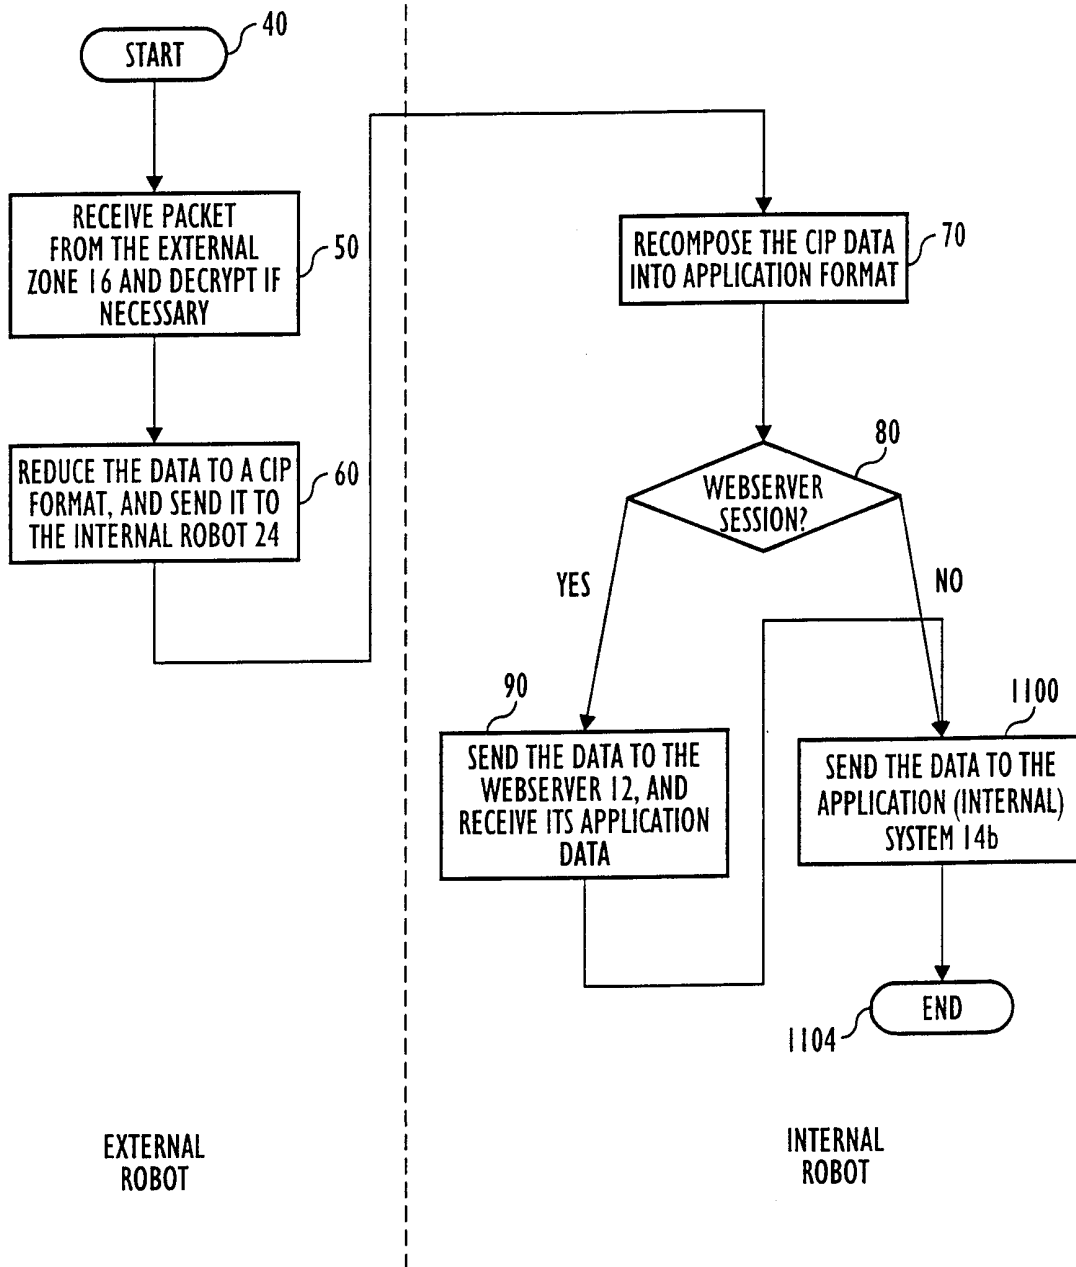 START
40
RECEIVE PACKET
FROM THE EXTERNAL
ZONE 16 AND DECRYPT IF
NECESSARY
50
REDUCE THE DATA TO A CIP
FORMAT, AND SEND IT TO
THE INTERNAL ROBOT 24
60
RECOMPOSE THE CIP DATA
INTO APPLICATION FORMAT
70
80
WEBSERVER
SESSION?
YES
NO
90
SEND THE DATA TO THE
WEBSERVER 12, AND
RECEIVE ITS APPLICATION
DATA
1100
SEND THE DATA TO THE
APPLICATION (INTERNAL)
SYSTEM 14b
END
1104
EXTERNAL
ROBOT
INTERNAL
ROBOT